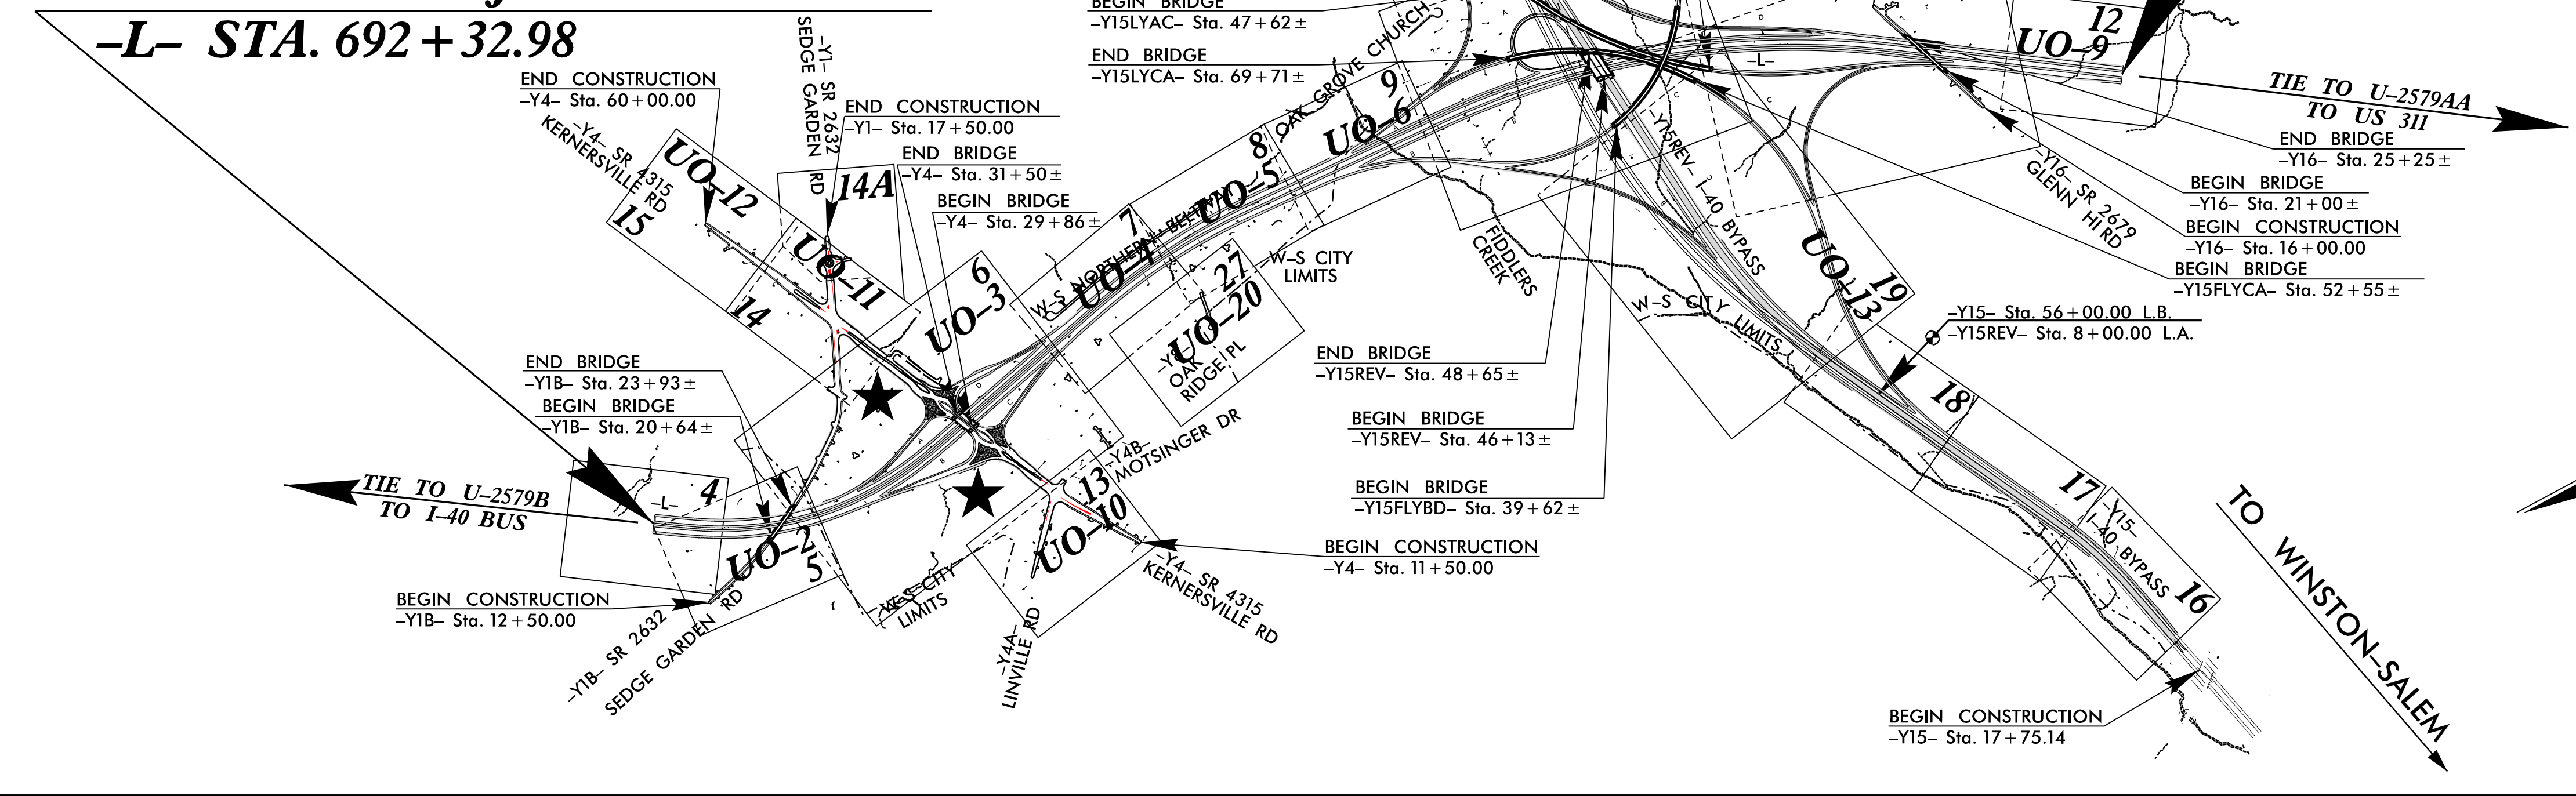 –L– STA. 692+32.98
BEGIN BRIDGE
–Y15LYAC– Sta. 47+62±
END BRIDGE
–Y15LYCA– Sta. 69+71±
END CONSTRUCTION
–Y4– Sta. 60+00.00
–Y1– SR 2632
SEDGE GARDEN RD
END CONSTRUCTION
–Y1– Sta. 17+50.00
END BRIDGE
–Y4– Sta. 31+50±
BEGIN BRIDGE
–Y4– Sta. 29+86±
–Y4– SR 4315
KERNERSVILLE RD
UO–12
15
14A
UO–11
14
6
UO–3
7
UO–4
W–S NORTHERN BELTWAY
8
UO–5
OAK GROVE CHURCH
9
UO–6
–L–
12
UO–9
TIE TO U–2579AA
TO US 311
END BRIDGE
–Y16– Sta. 25+25±
BEGIN BRIDGE
–Y16– Sta. 21+00±
BEGIN CONSTRUCTION
–Y16– Sta. 16+00.00
BEGIN BRIDGE
–Y15FLYCA– Sta. 52+55±
–Y16– SR 2679
GLENN HI RD
–Y15REV– I–40 BYPASS
UO–13
19
–Y15– Sta. 56+00.00 L.B.
–Y15REV– Sta. 8+00.00 L.A.
FIDDLERS
CREEK
W–S CITY
LIMITS
W–S CITY LIMITS
27
UO–20
OAK
RIDGE PL
END BRIDGE
–Y15REV– Sta. 48+65±
BEGIN BRIDGE
–Y15REV– Sta. 46+13±
BEGIN BRIDGE
–Y15FLYBD– Sta. 39+62±
END BRIDGE
–Y1B– Sta. 23+93±
BEGIN BRIDGE
–Y1B– Sta. 20+64±
TIE TO U–2579B
TO I–40 BUS
–L–
4
UO–2
5
BEGIN CONSTRUCTION
–Y1B– Sta. 12+50.00
–Y1B– SR 2632
SEDGE GARDEN RD
W–S CITY
LIMITS
–Y4B–
MOTSINGER DR
13
UO–10
–Y4A–
LINVILLE RD
–Y4– SR 4315
KERNERSVILLE RD
BEGIN CONSTRUCTION
–Y4– Sta. 11+50.00
18
17
–Y15–
I–40 BYPASS
16
BEGIN CONSTRUCTION
–Y15– Sta. 17+75.14
TO WINSTON–SALEM